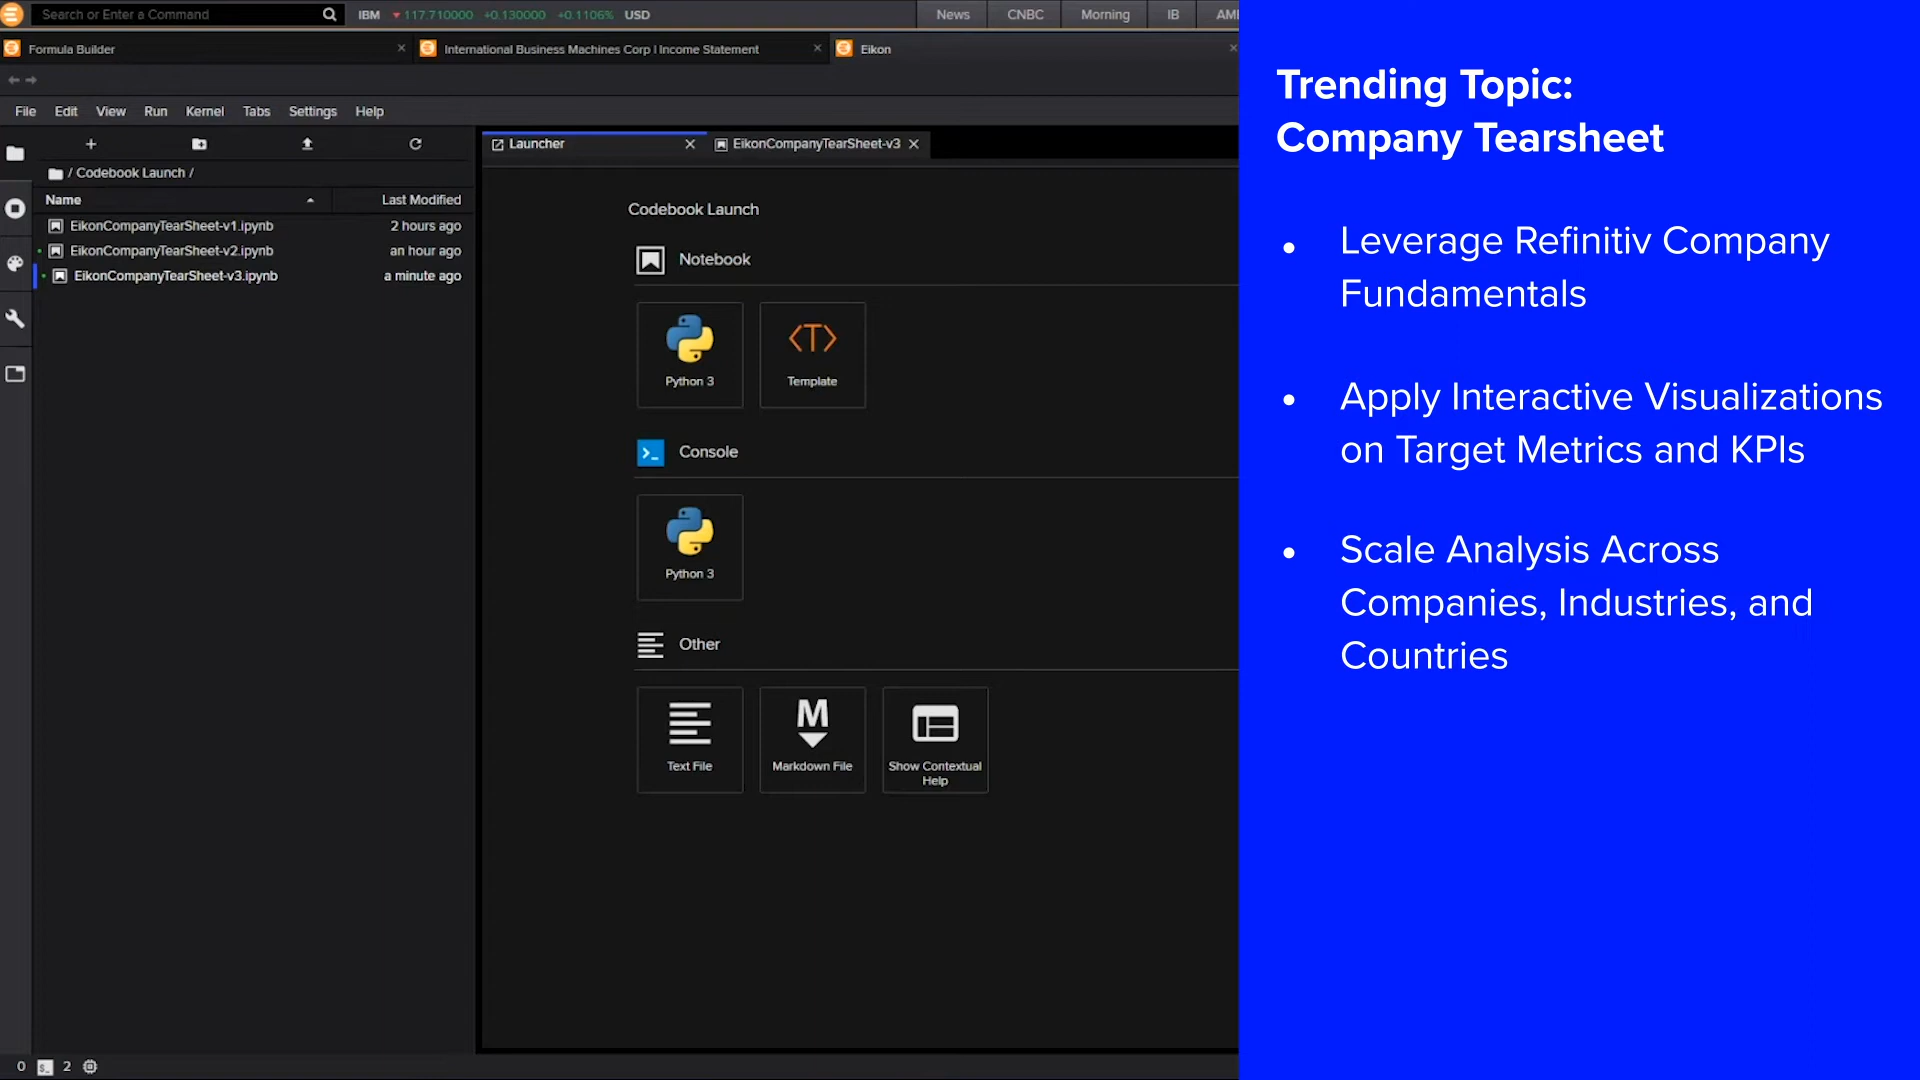 Search or Enter a Command
IBM 117.710000 +0.130000 +0.1106% USD
News CNBC Morning IB AM
Formula Builder
International Business Machines Corp | Income Statement
Eikon
File Edit View Run Kernel Tabs Settings Help
/ Codebook Launch /
Name Last Modified
EikonCompanyTearSheet-v1.ipynb 2 hours ago
EikonCompanyTearSheet-v2.ipynb an hour ago
EikonCompanyTearSheet-v3.ipynb a minute ago
Launcher
EikonCompanyTearSheet-v3
Codebook Launch
Notebook
Python 3
<T>
Template
Console
Python 3
Other
Text File
M
Markdown File
Show Contextual
Help
0 2
Trending Topic:
Company Tearsheet
• Leverage Refinitiv Company
Fundamentals
• Apply Interactive Visualizations
on Target Metrics and KPIs
• Scale Analysis Across
Companies, Industries, and
Countries